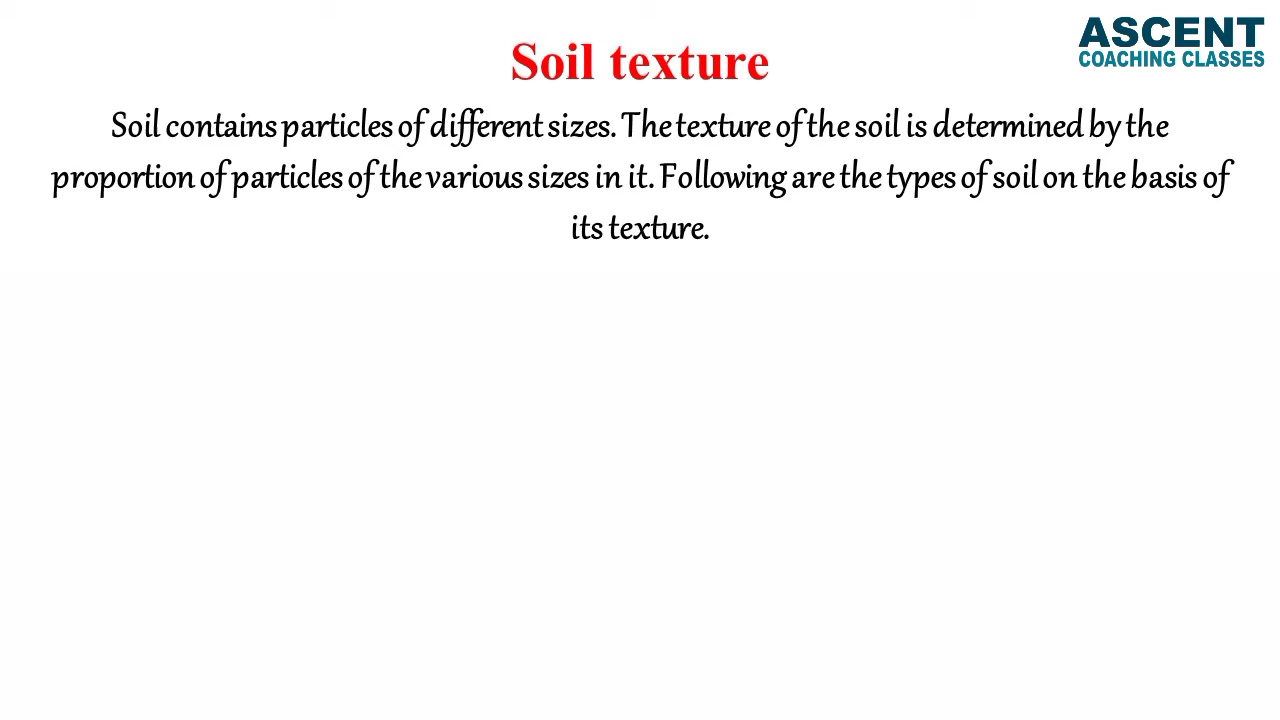 ASCENT
COACHING CLASSES
Soil texture
Soil contains particles of different sizes. The texture of the soil is determined by the
proportion of particles of the various sizes in it. Following are the types of soil on the basis of
its texture.